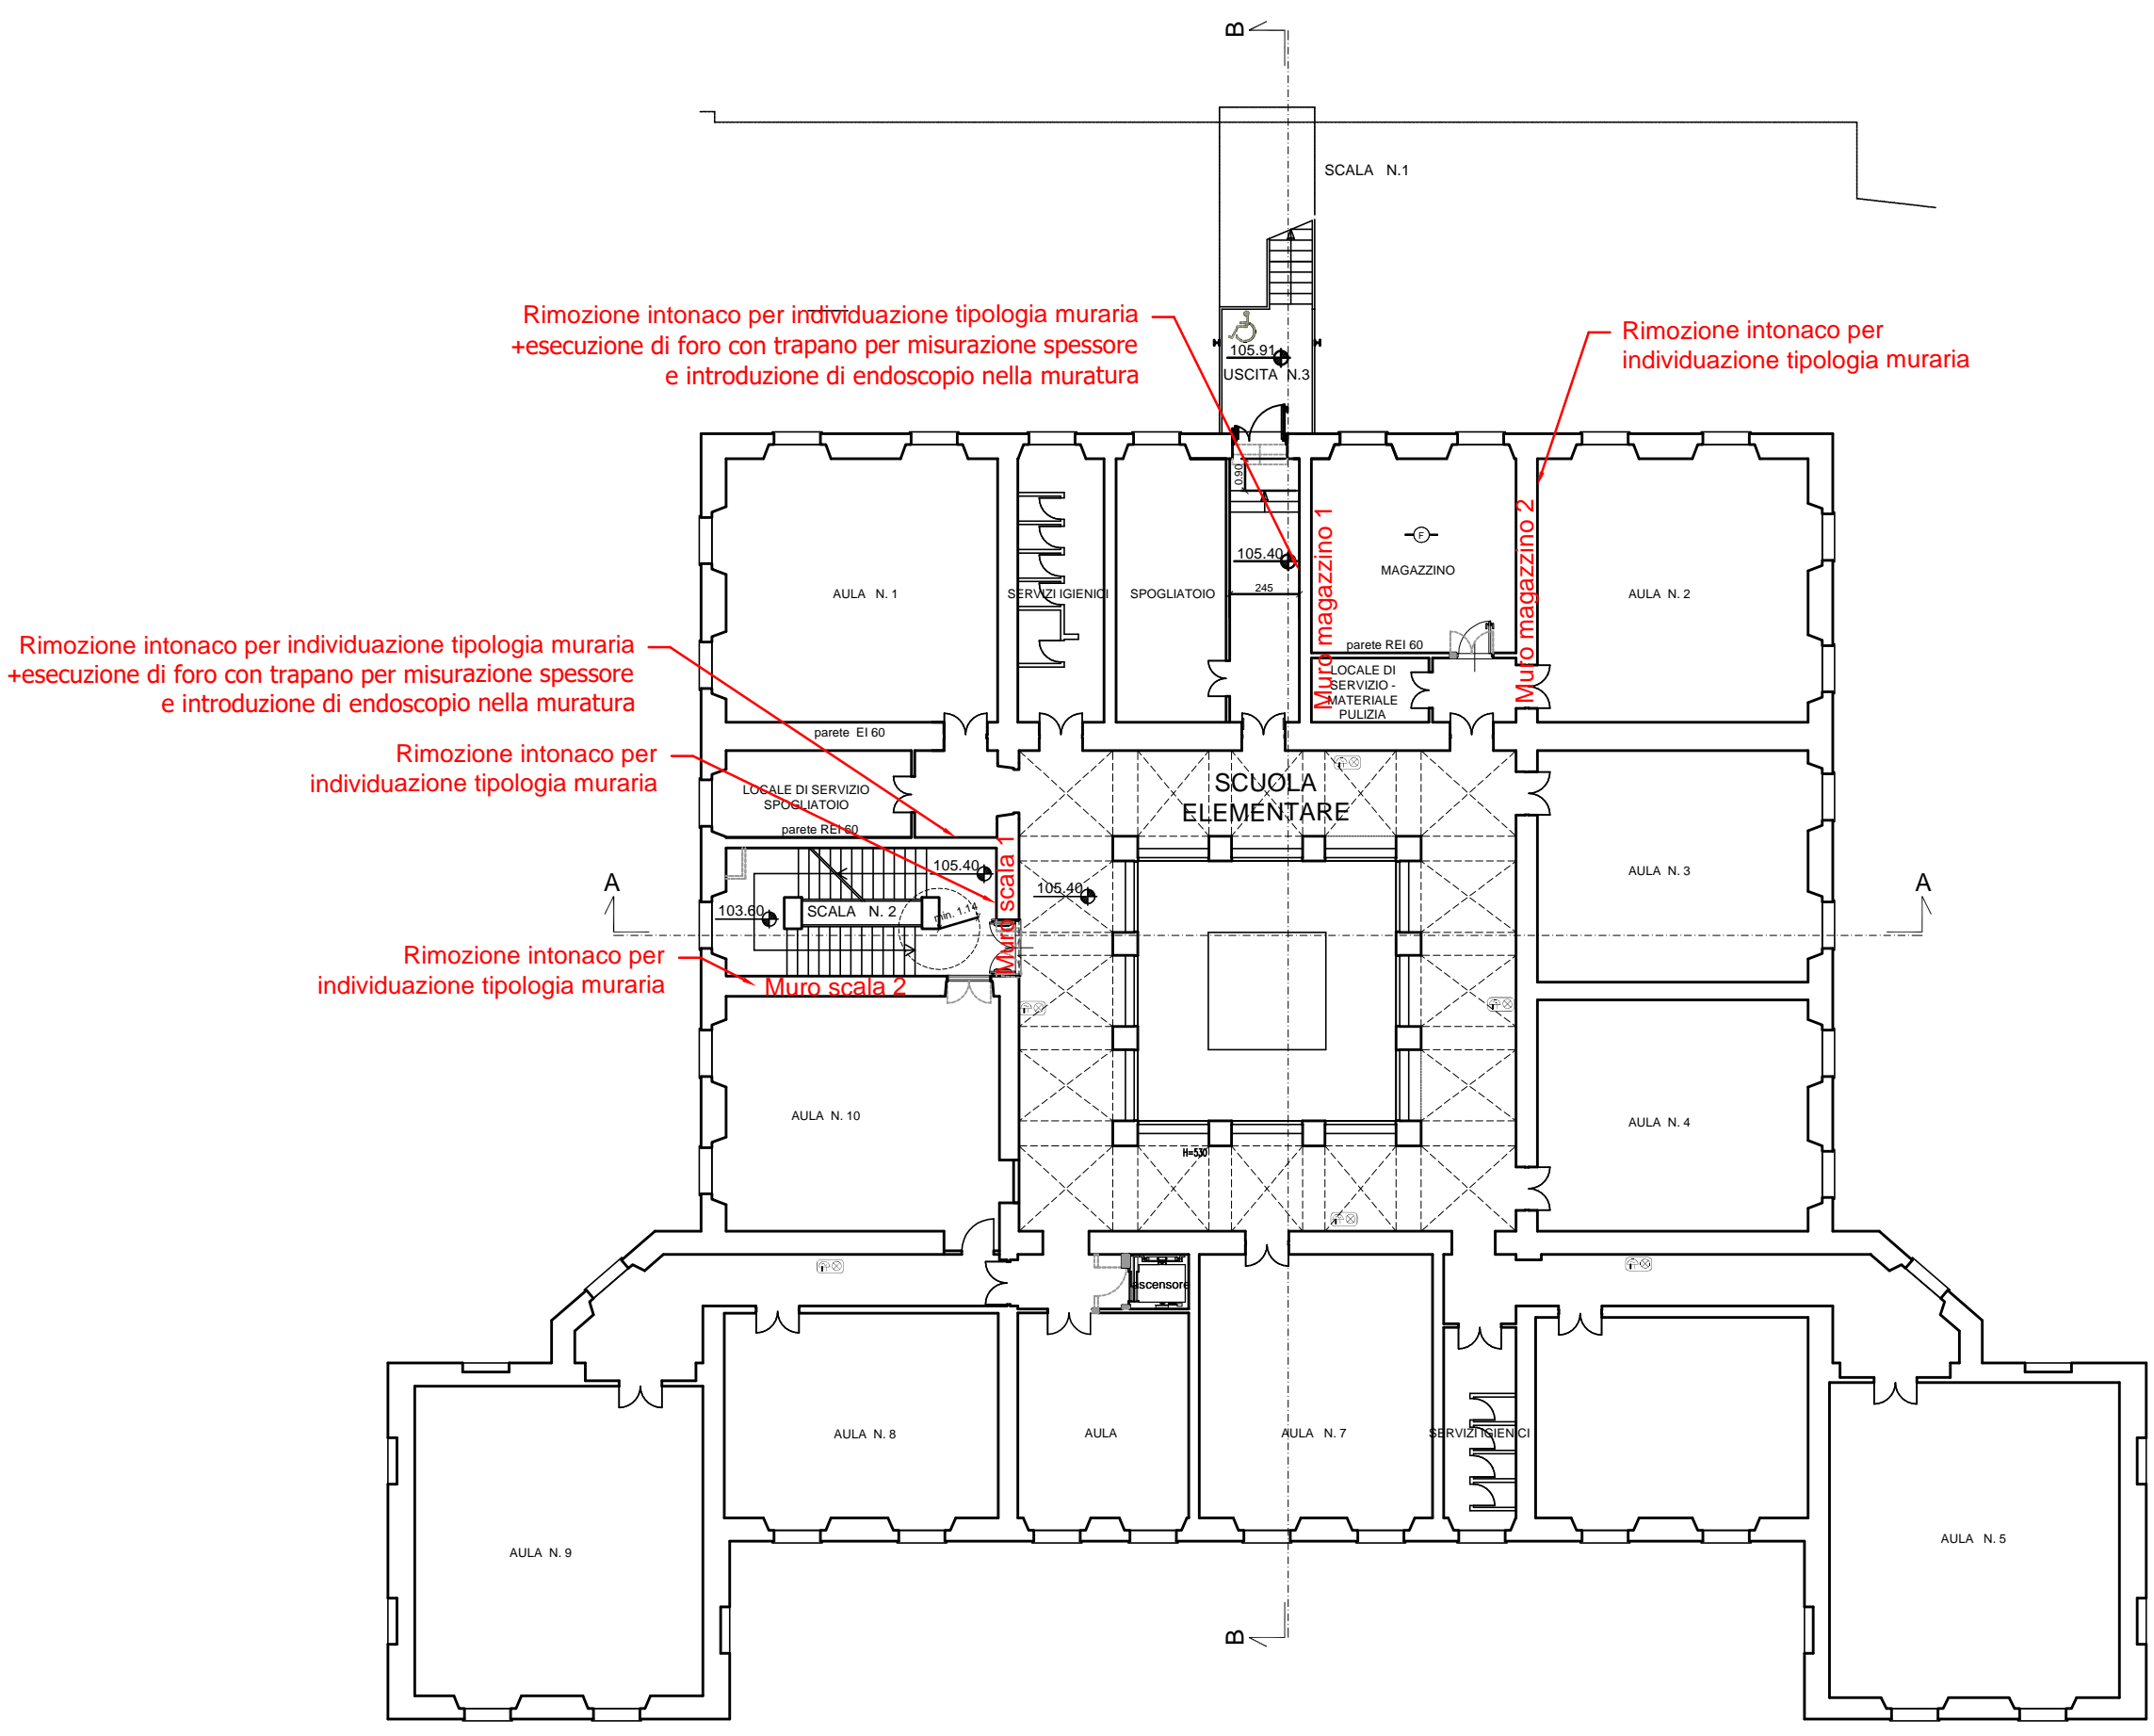 B
SCALA N.1
Rimozione intonaco per individuazione tipologia muraria
+esecuzione di foro con trapano per misurazione spessore
e introduzione di endoscopio nella muratura
Rimozione intonaco per
individuazione tipologia muraria
105.91
USCITA N.3
0.90
105.40
245
Muro magazzino 1
F
MAGAZZINO
Muro magazzino 2
AULA N. 1
SERVIZI IGIENICI
SPOGLIATOIO
AULA N. 2
parete REI 60
LOCALE DI
SERVIZIO -
MATERIALE
PULIZIA
Rimozione intonaco per individuazione tipologia muraria
+esecuzione di foro con trapano per misurazione spessore
e introduzione di endoscopio nella muratura
parete EI 60
Rimozione intonaco per
individuazione tipologia muraria
LOCALE DI SERVIZIO
SPOGLIATOIO
parete REI 60
SCUOLA
ELEMENTARE
Muro scala 1
105.40
105.40
AULA N. 3
A
A
103.60
SCALA N. 2
min. 1.14
Rimozione intonaco per
individuazione tipologia muraria
Muro scala 2
AULA N. 10
AULA N. 4
H=530
ascensore
AULA N. 8
AULA
AULA N. 7
SERVIZI IGIENICI
AULA N. 9
AULA N. 5
B